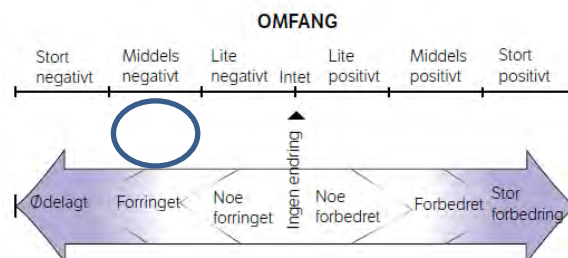 OMFANG
Stort Middels Lite Lite Middels Stort
negativt negativt negativt Intet positivt positivt positivt
Ingen endring
Ødelagt Forringet Noe Noe Forbedret Stor
forringet forbedret forbedring